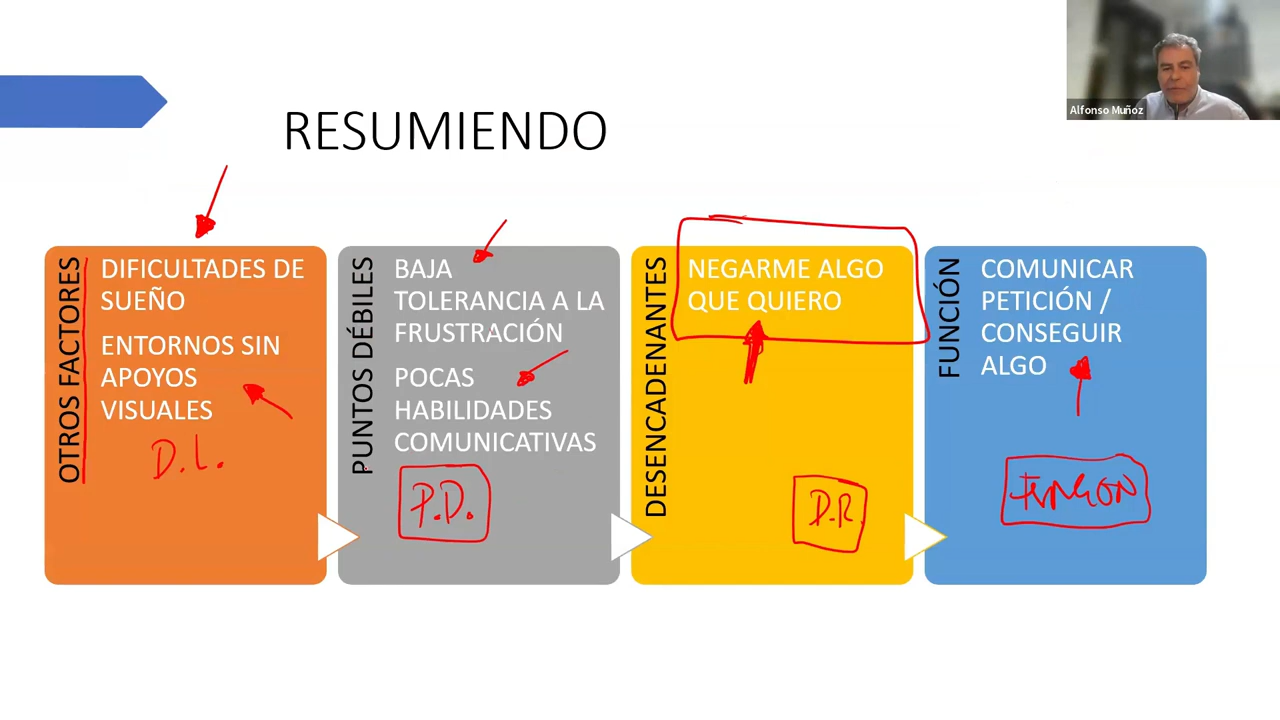 Alfonso Muñoz
RESUMIENDO
OTROS FACTORES
DIFICULTADES DE
SUEÑO
ENTORNOS SIN
APOYOS
VISUALES
D.L.
PUNTOS DÉBILES
BAJA
TOLERANCIA A LA
FRUSTRACIÓN
POCAS
HABILIDADES
COMUNICATIVAS
P.D.
DESENCADENANTES
NEGARME ALGO
QUE QUIERO
D.R.
FUNCIÓN
COMUNICAR
PETICIÓN /
CONSEGUIR
ALGO